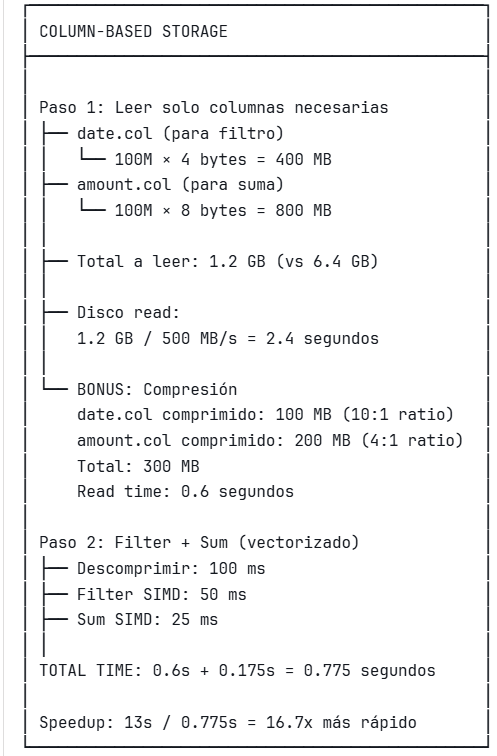 COLUMN-BASED STORAGE
Paso 1: Leer solo columnas necesarias
├── date.col (para filtro)
│   └── 100M × 4 bytes = 400 MB
├── amount.col (para suma)
│   └── 100M × 8 bytes = 800 MB
│
├── Total a leer: 1.2 GB (vs 6.4 GB)
│
├── Disco read:
│   1.2 GB / 500 MB/s = 2.4 segundos
│
└── BONUS: Compresión
    date.col comprimido: 100 MB (10:1 ratio)
    amount.col comprimido: 200 MB (4:1 ratio)
    Total: 300 MB
    Read time: 0.6 segundos
Paso 2: Filter + Sum (vectorizado)
├── Descomprimir: 100 ms
├── Filter SIMD: 50 ms
├── Sum SIMD: 25 ms
│
TOTAL TIME: 0.6s + 0.175s = 0.775 segundos
Speedup: 13s / 0.775s = 16.7x más rápido